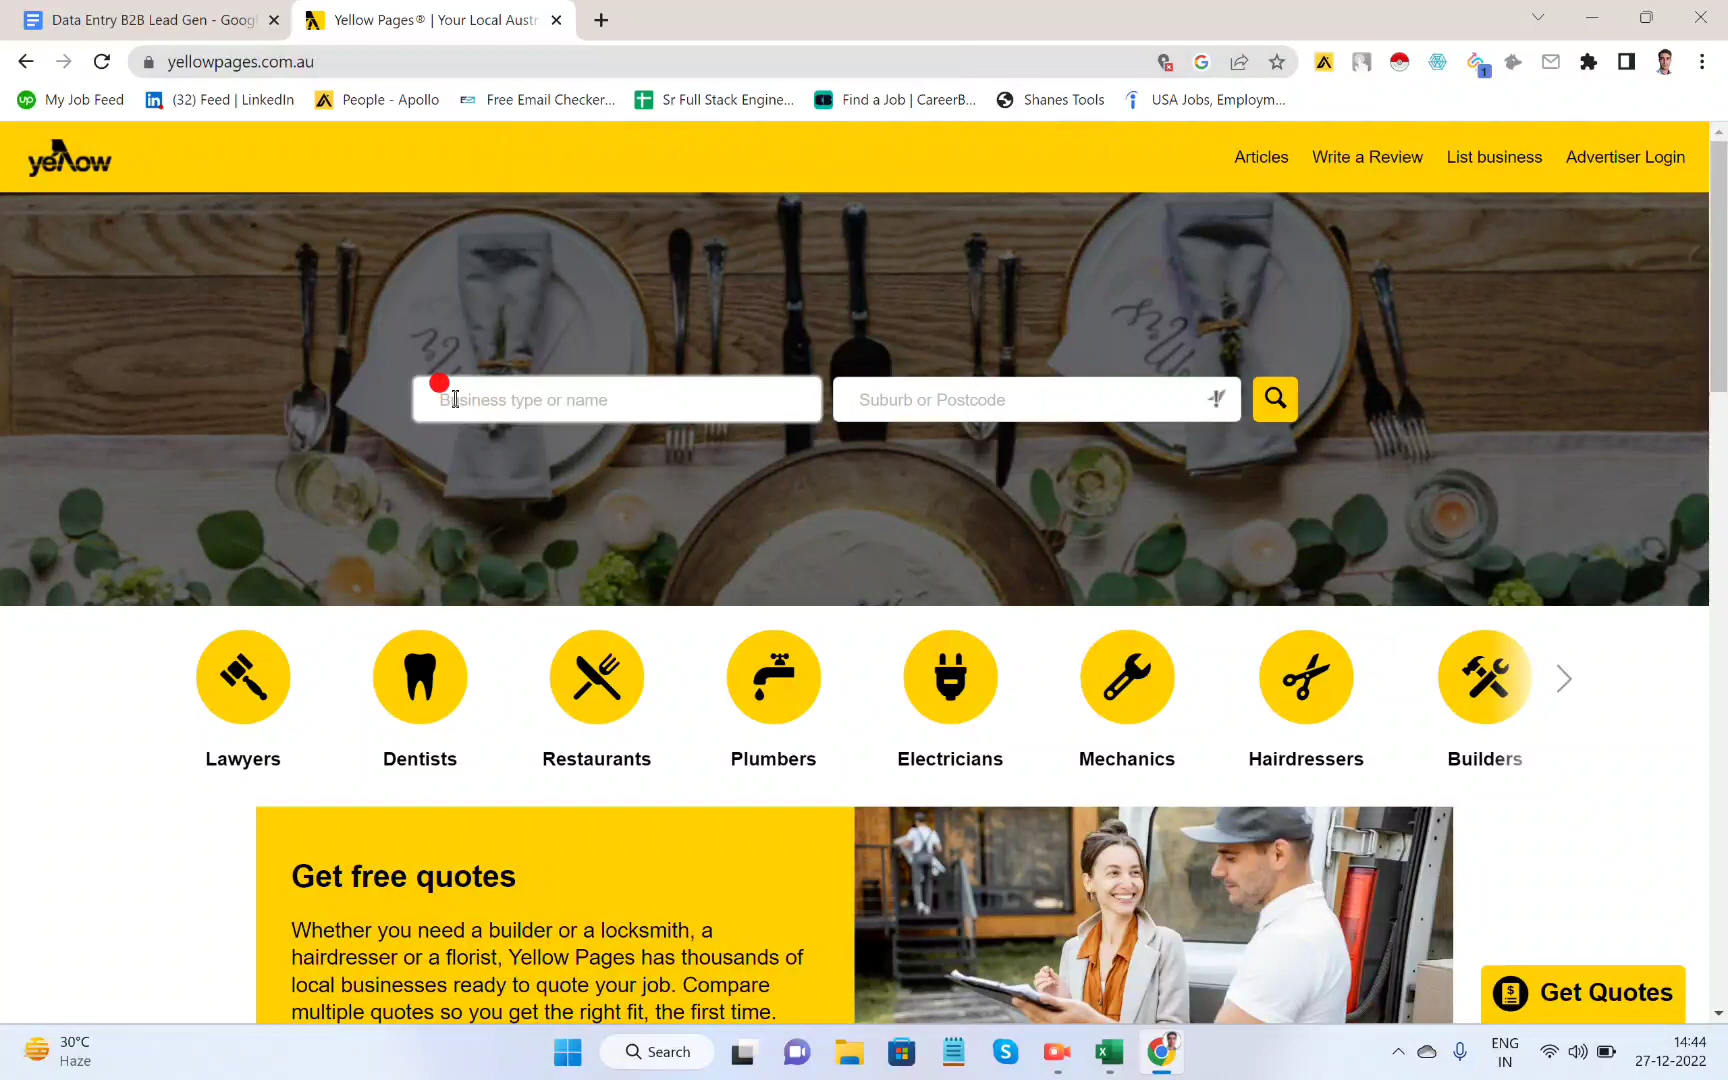 Data Entry B2B Lead Gen - Goog
Yellow Pages® | Your Local Austr
yellowpages.com.au
1
My Job Feed
(32) Feed | LinkedIn
People - Apollo
Free Email Checker...
Sr Full Stack Engine...
Find a Job | CareerB...
Shanes Tools
USA Jobs, Employm...
yellow
Articles
Write a Review
List business
Advertiser Login
Business type or name
Suburb or Postcode
Lawyers
Dentists
Restaurants
Plumbers
Electricians
Mechanics
Hairdressers
Builders
Get free quotes
Whether you need a builder or a locksmith, a
hairdresser or a florist, Yellow Pages has thousands of
local businesses ready to quote your job. Compare
multiple quotes so you get the right fit, the first time.
Get Quotes
30°C
Haze
Search
ENG
IN
14:44
27-12-2022